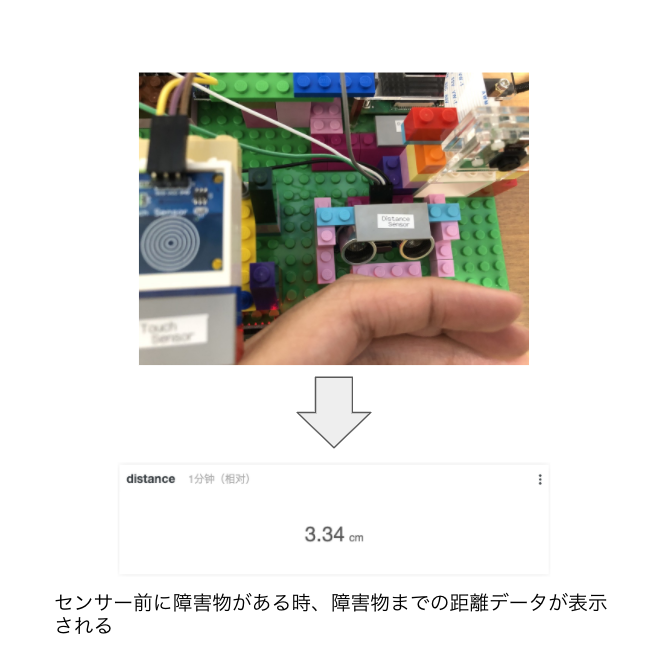 Distance
Sensor
Touch
Sensor
distance 1分钟（相对）
3.34 cm
センサー前に障害物がある時、障害物までの距離データが表示
される